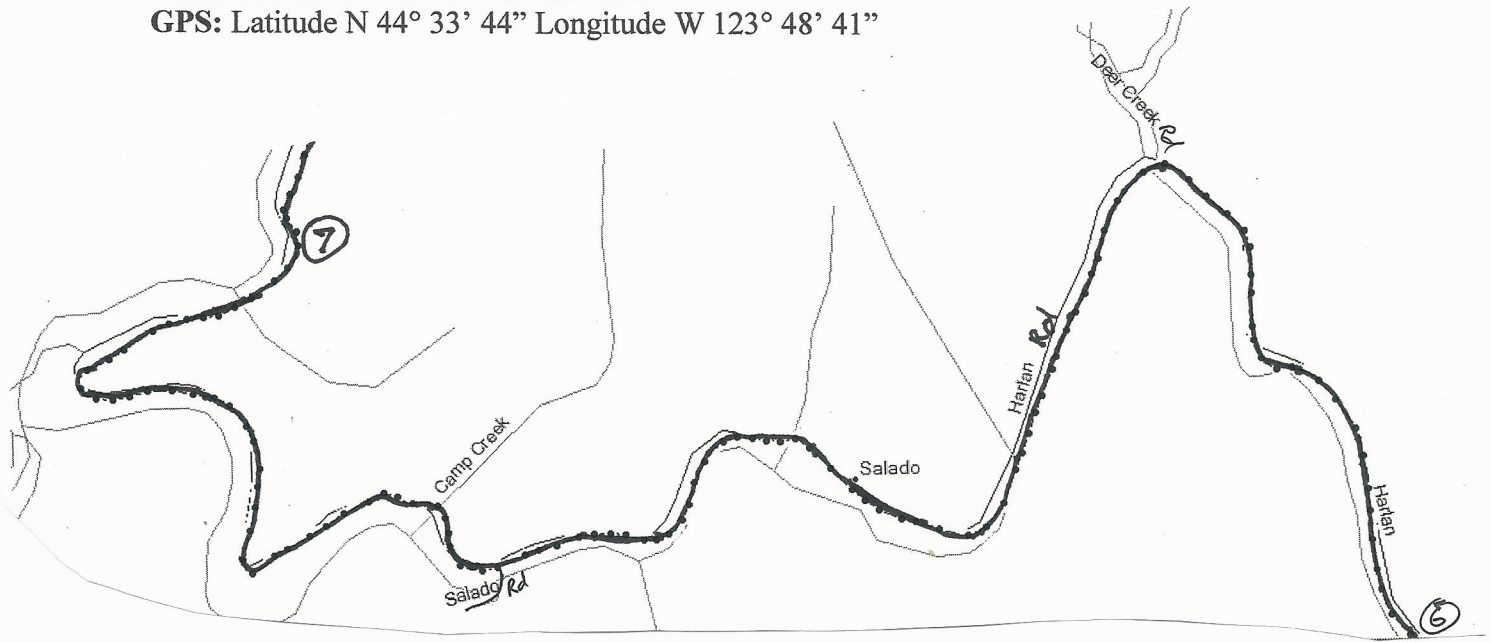 GPS: Latitude N 44° 33’ 44” Longitude W 123° 48’ 41”
Deer Creek Rd
7
Harlan Rd
Camp Creek
Salado
Harlan
Salado Rd
6